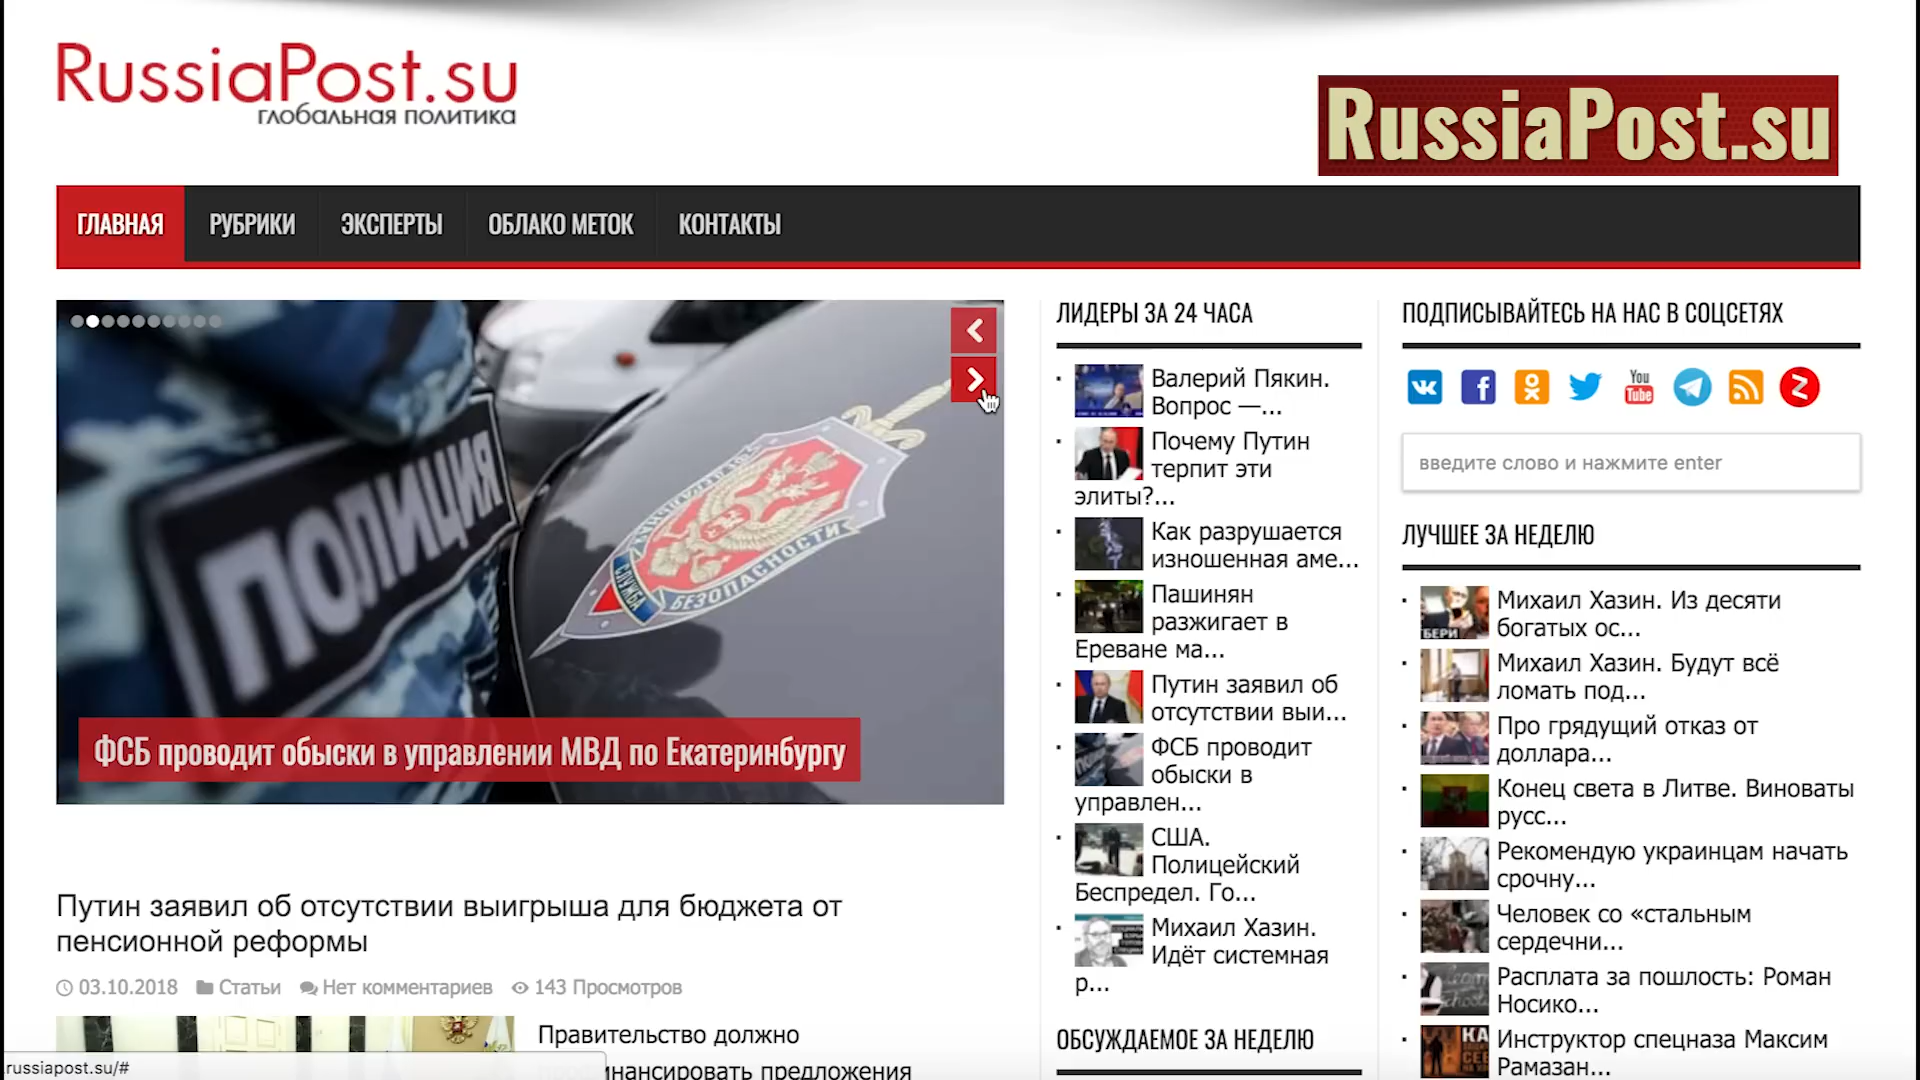 RussiaPost.su
глобальная политика
RussiaPost.su
ГЛАВНАЯ
РУБРИКИ
ЭКСПЕРТЫ
ОБЛАКО МЕТОК
КОНТАКТЫ
ПОЛИЦИЯ
СЛУЖБА
БЕЗОПАСНОСТИ
ФСБ проводит обыски в управлении МВД по Екатеринбургу
Путин заявил об отсутствии выигрыша для бюджета от
пенсионной реформы
03.10.2018 Статьи Нет комментариев 143 Просмотров
Правительство должно
профинансировать предложения
.russiapost.su/#
ЛИДЕРЫ ЗА 24 ЧАСА
Валерий Пякин.
Вопрос —...
Почему Путин
терпит эти
элиты?...
Как разрушается
изношенная аме...
Пашинян
разжигает в
Ереване ма...
Путин заявил об
отсутствии выи...
ФСБ проводит
обыски в
управлен...
США.
Полицейский
Беспредел. Го...
Михаил Хазин.
Идёт системная
р...
ОБСУЖДАЕМОЕ ЗА НЕДЕЛЮ
ПОДПИСЫВАЙТЕСЬ НА НАС В СОЦСЕТЯХ
You
Tube
введите слово и нажмите enter
ЛУЧШЕЕ ЗА НЕДЕЛЮ
Михаил Хазин. Из десяти
богатых ос...
Михаил Хазин. Будут всё
ломать под...
Про грядущий отказ от
доллара...
Конец света в Литве. Виноваты
русс...
Рекомендую украинцам начать
срочну...
Человек со «стальным
сердечни...
Расплата за пошлость: Роман
Носико...
Инструктор спецназа Максим
Рамазан...